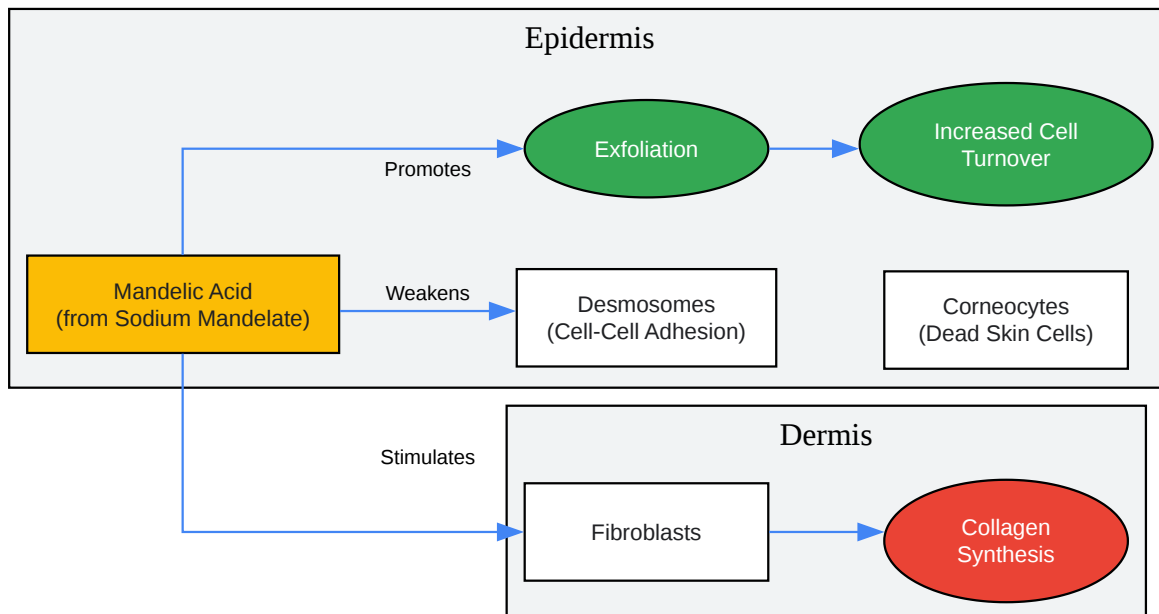 Epidermis
Exfoliation
Increased Cell
Turnover
Promotes
Mandelic Acid
(from Sodium Mandelate)
Weakens
Desmosomes
(Cell-Cell Adhesion)
Corneocytes
(Dead Skin Cells)
Dermis
Stimulates
Fibroblasts
Collagen
Synthesis